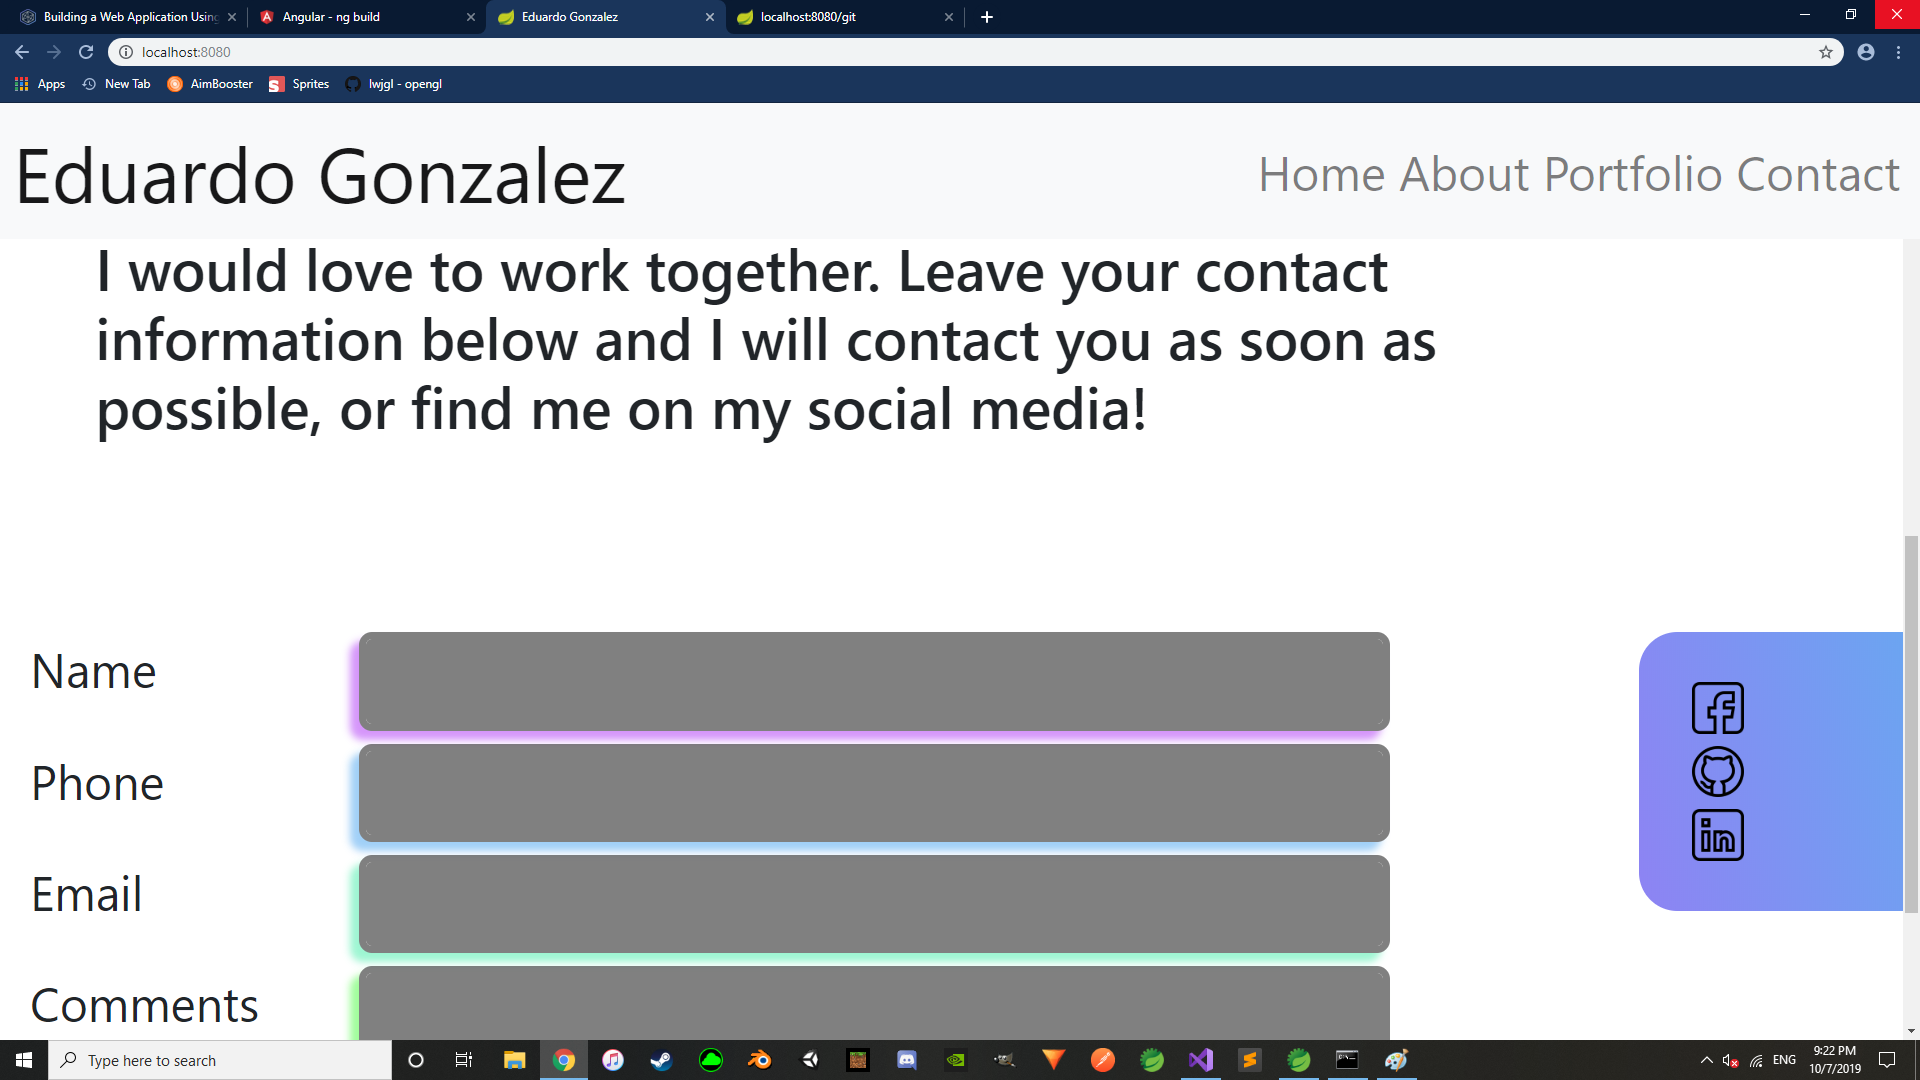 Building a Web Application Using
Angular - ng build
Eduardo Gonzalez
localhost:8080/git
localhost:8080
Apps
New Tab
AimBooster
Sprites
lwjgl - opengl
Eduardo Gonzalez
Home About Portfolio Contact
I would love to work together. Leave your contact
information below and I will contact you as soon as
possible, or find me on my social media!
Name
Phone
Email
Comments
Type here to search
ENG
9:22 PM
10/7/2019